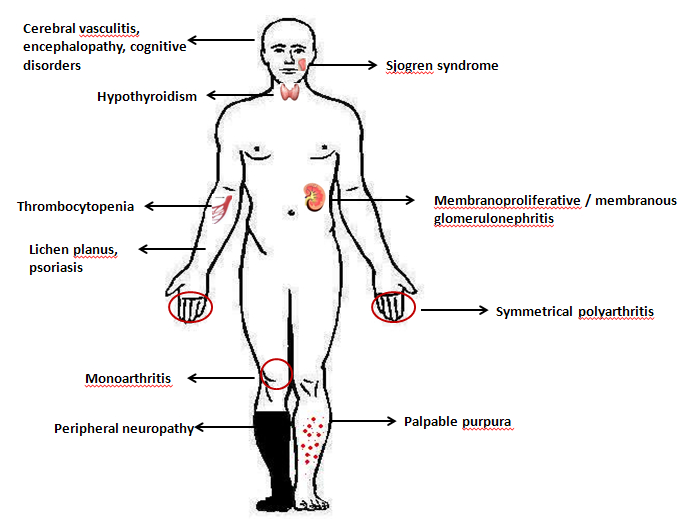 Cerebral vasculitis,
encephalopathy, cognitive
disorders
Sjogren syndrome
Hypothyroidism
Thrombocytopenia
Membranoproliferative / membranous
glomerulonephritis
Lichen planus,
psoriasis
Symmetrical polyarthritis
Monoarthritis
Peripheral neuropathy
Palpable purpura